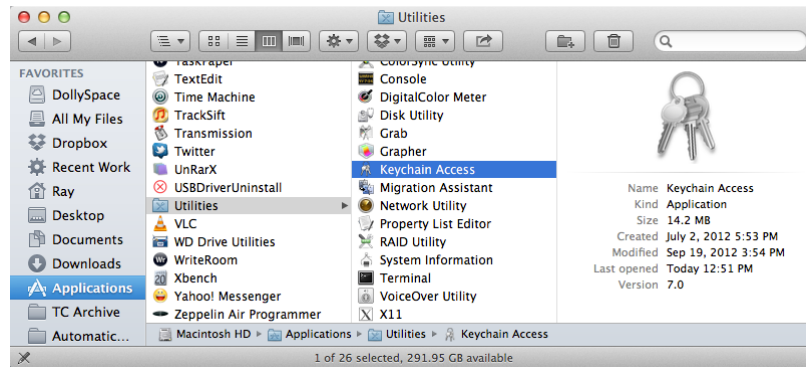 Utilities
FAVORITES
DollySpace
All My Files
Dropbox
Recent Work
Ray
Desktop
Documents
Downloads
Applications
TC Archive
Automatic...
TaskPaper
TextEdit
Time Machine
TrackSift
Transmission
Twitter
UnRarX
USBDriverUninstall
Utilities
VLC
WD Drive Utilities
WriteRoom
Xbench
Yahoo! Messenger
Zeppelin Air Programmer
ColorSync Utility
Console
DigitalColor Meter
Disk Utility
Grab
Grapher
Keychain Access
Migration Assistant
Network Utility
Property List Editor
RAID Utility
System Information
Terminal
VoiceOver Utility
X11
Name Keychain Access
Kind Application
Size 14.2 MB
Created July 2, 2012 5:53 PM
Modified Sep 19, 2012 3:54 PM
Last opened Today 12:51 PM
Version 7.0
Macintosh HD ▸ Applications ▸ Utilities ▸ Keychain Access
1 of 26 selected, 291.95 GB available